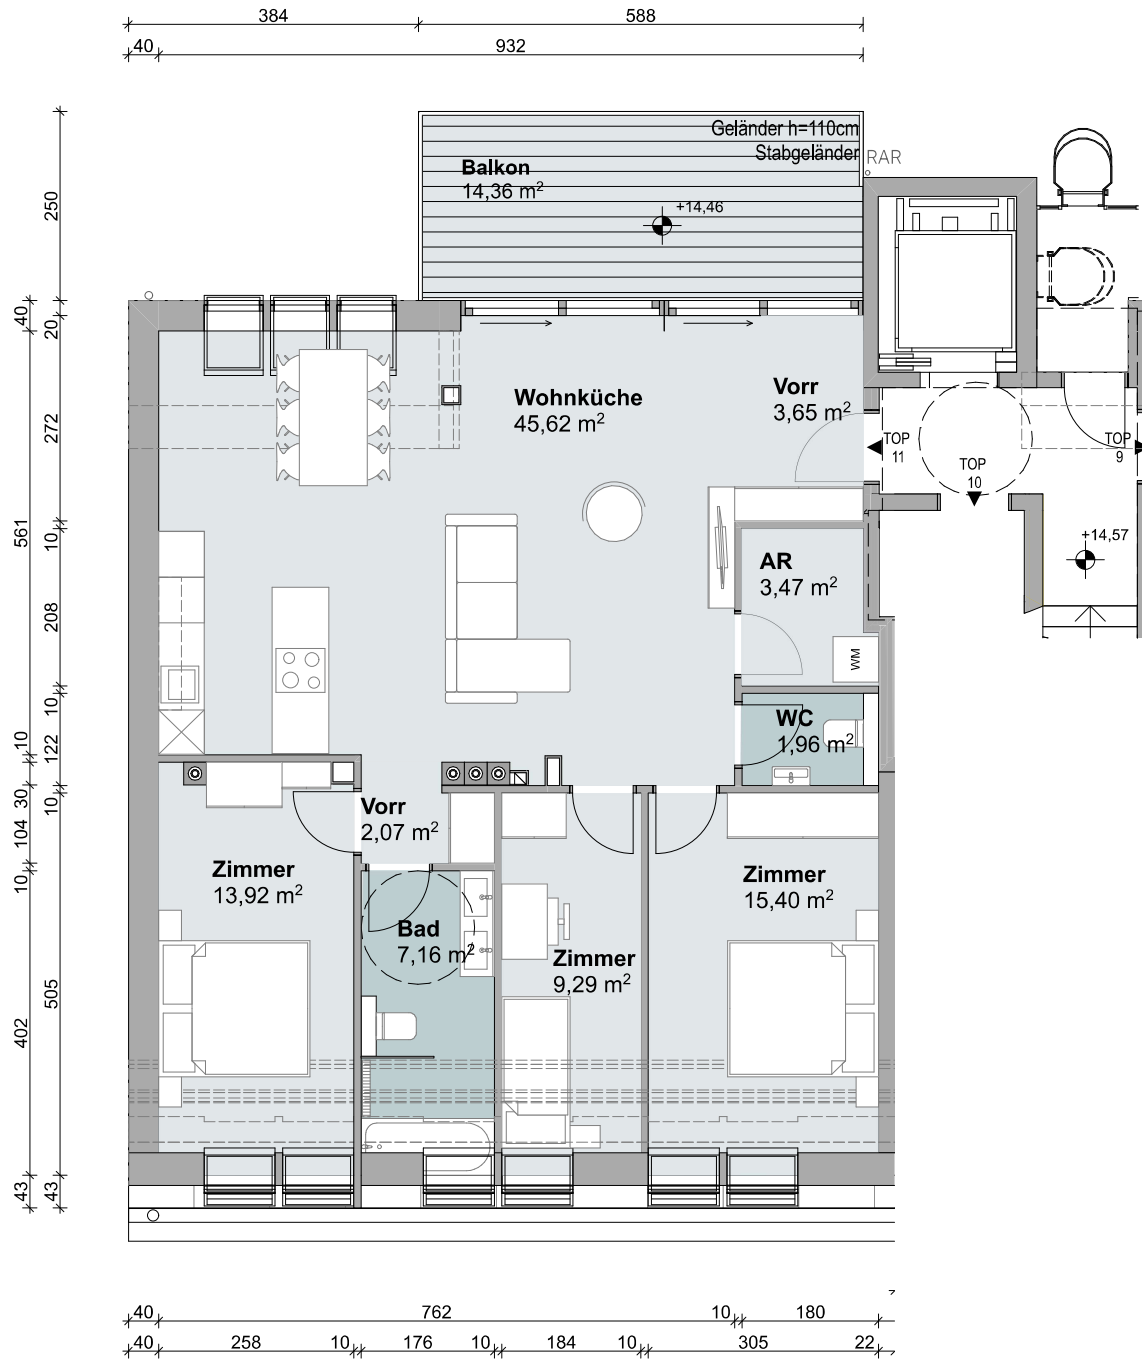 384
588
40
932
Geländer h=110cm
Stabgeländer
RAR
Balkon
14,36 m²
+14,46
250
40
20
272
561
10
208
10
10
122
30
10
104
10
505
402
43
43
Wohnküche
45,62 m²
Vorr
3,65 m²
TOP
11
TOP
10
TOP
9
+14,57
AR
3,47 m²
WM
WC
1,96 m²
Vorr
2,07 m²
Zimmer
13,92 m²
Bad
7,16 m²
Zimmer
9,29 m²
Zimmer
15,40 m²
40
762
10
180
40
258
10
176
10
184
10
305
22